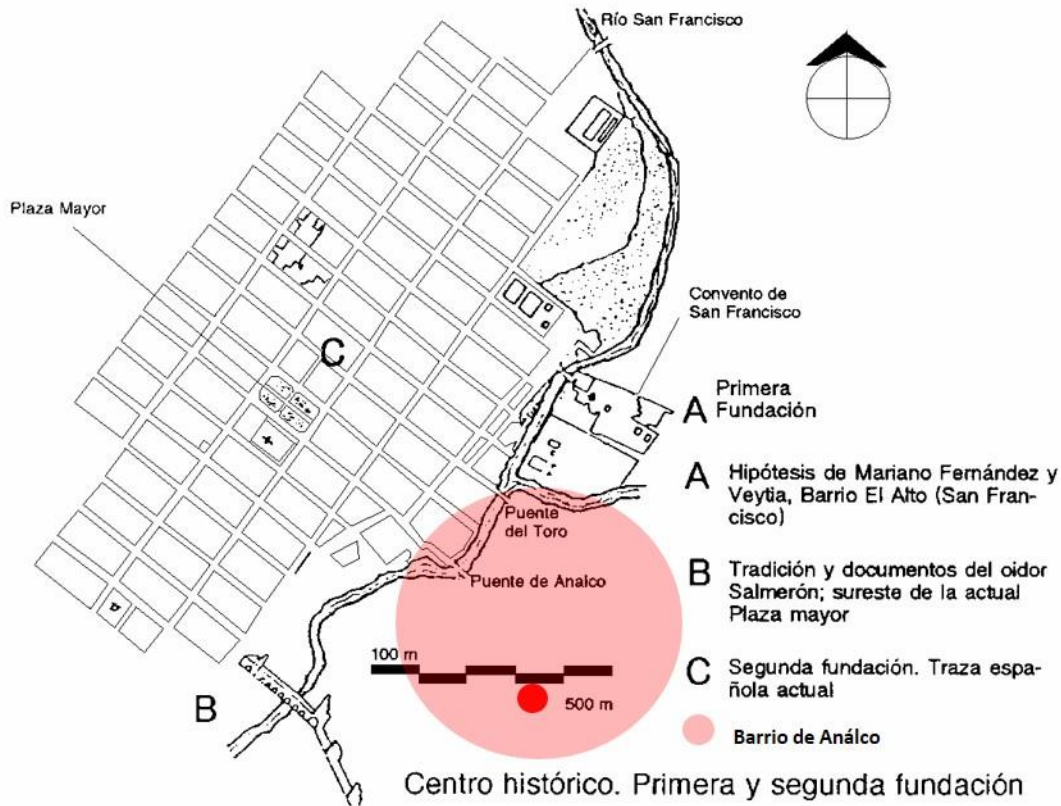 Río San Francisco
Plaza Mayor
Convento de
San Francisco
C
A Primera
Fundación
A Hipótesis de Mariano Fernández y
Veytia, Barrio El Alto (San Fran-
cisco)
Puente
del Toro
Puente de Analco
B Tradición y documentos del oidor
Salmerón; sureste de la actual
Plaza mayor
100 m
500 m
B
C Segunda fundación. Traza espa-
ñola actual
Barrio de Análco
Centro histórico. Primera y segunda fundación